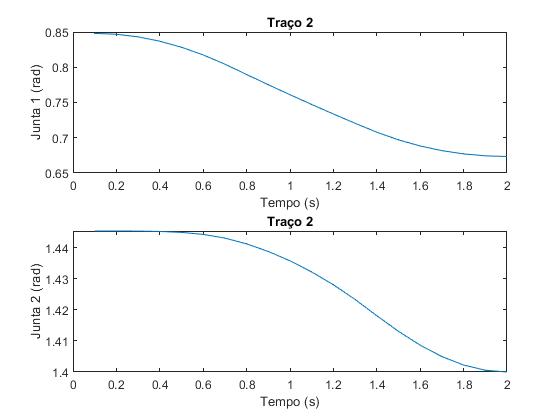 Traço 2
0.85
0.8
0.75
0.7
0.65
Junta 1 (rad)
0 0.2 0.4 0.6 0.8 1 1.2 1.4 1.6 1.8 2
Tempo (s)
Traço 2
1.44
1.43
1.42
1.41
1.4
Junta 2 (rad)
0 0.2 0.4 0.6 0.8 1 1.2 1.4 1.6 1.8 2
Tempo (s)